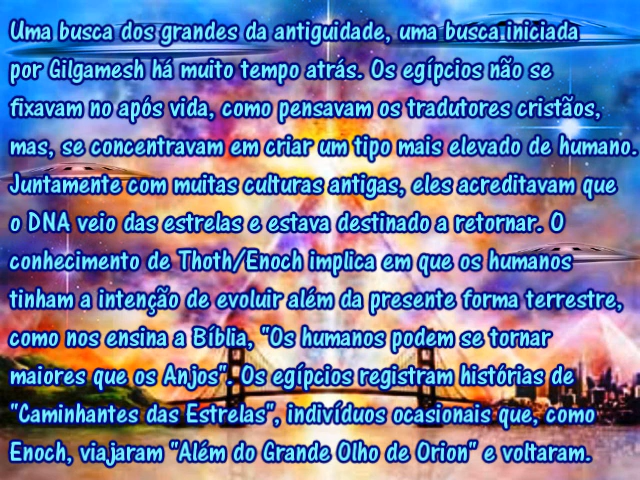 Uma busca dos grandes da antiguidade, uma busca iniciada
por Gilgamesh há muito tempo atrás. Os egípcios não se
fixavam no após vida, como pensavam os tradutores cristãos,
mas, se concentravam em criar um tipo mais elevado de humano.
Juntamente com muitas culturas antigas, eles acreditavam que
o DNA veio das estrelas e estava destinado a retornar. O
conhecimento de Thoth/Enoch implica em que os humanos
tinham a intenção de evoluir além da presente forma terrestre,
como nos ensina a Bíblia, "Os humanos podem se tornar
maiores que os Anjos". Os egípcios registram histórias de
"Caminhantes das Estrelas", indivíduos ocasionais que, como
Enoch, viajaram "Além do Grande Olho de Orion" e voltaram.